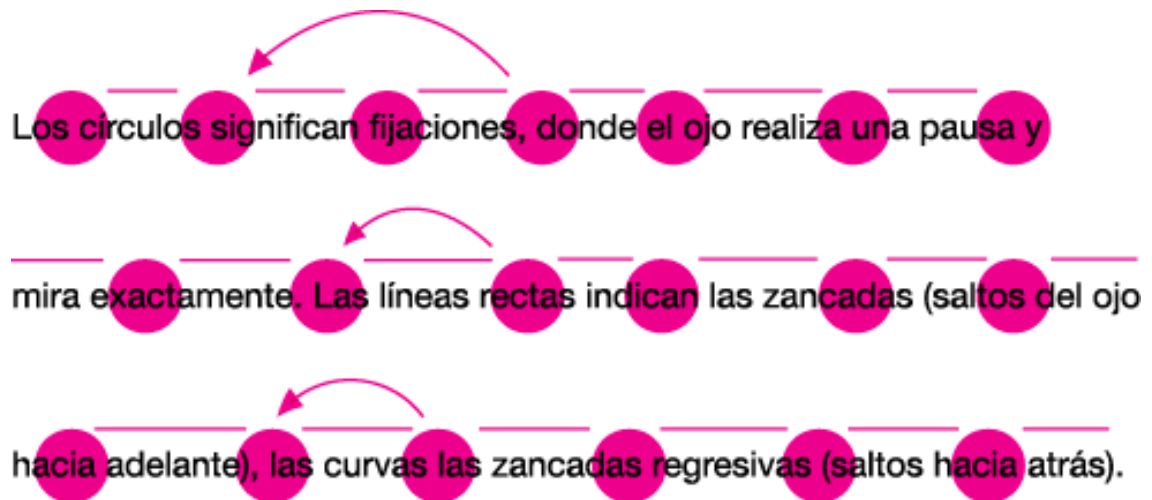 Los círculos significan fijaciones, donde el ojo realiza una pausa y
mira exactamente. Las líneas rectas indican las zancadas (saltos del ojo
hacia adelante), las curvas las zancadas regresivas (saltos hacia atrás).